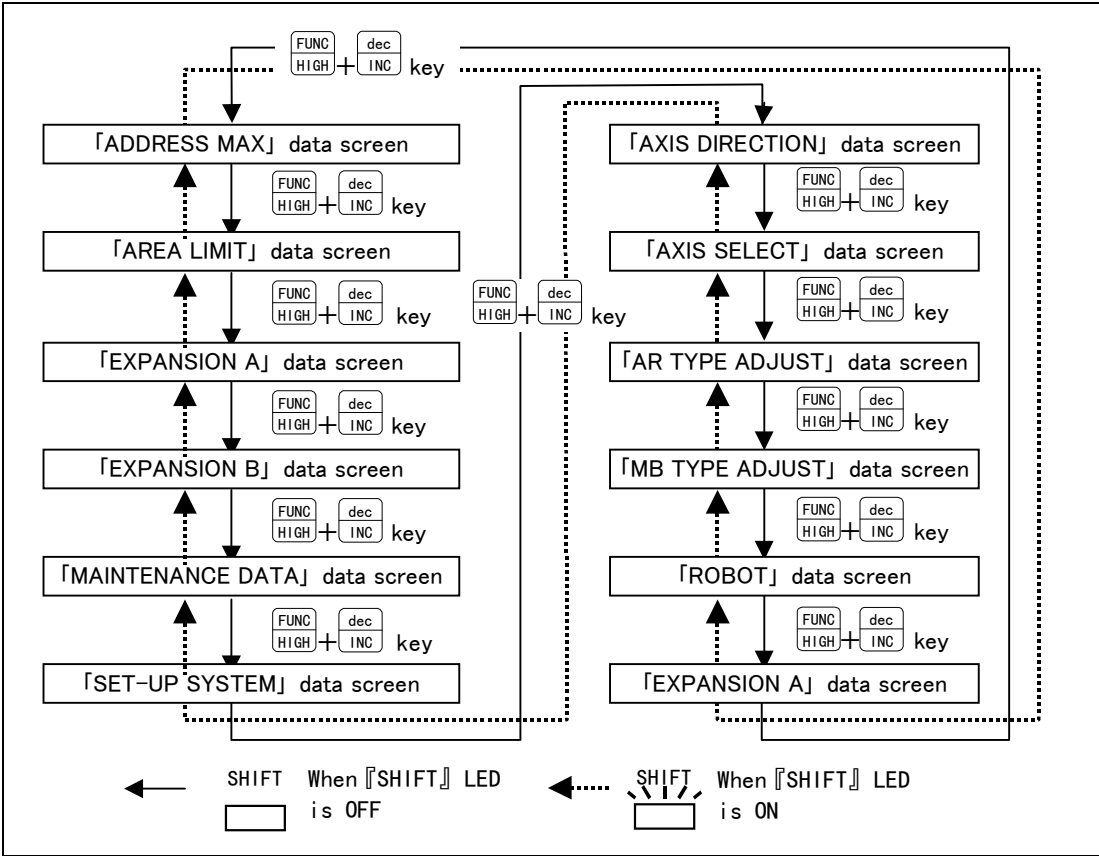 FUNC HIGH + dec INC key
「ADDRESS MAX」 data screen
FUNC HIGH + dec INC key
「AREA LIMIT」 data screen
FUNC HIGH + dec INC key
「EXPANSION A」 data screen
FUNC HIGH + dec INC key
「EXPANSION B」 data screen
FUNC HIGH + dec INC key
「MAINTENANCE DATA」 data screen
FUNC HIGH + dec INC key
「SET-UP SYSTEM」 data screen
FUNC HIGH + dec INC key
「AXIS DIRECTION」 data screen
FUNC HIGH + dec INC key
「AXIS SELECT」 data screen
FUNC HIGH + dec INC key
「AR TYPE ADJUST」 data screen
FUNC HIGH + dec INC key
「MB TYPE ADJUST」 data screen
FUNC HIGH + dec INC key
「ROBOT」 data screen
FUNC HIGH + dec INC key
「EXPANSION A」 data screen
SHIFT When『SHIFT』LED
is OFF
SHIFT When『SHIFT』LED
is ON